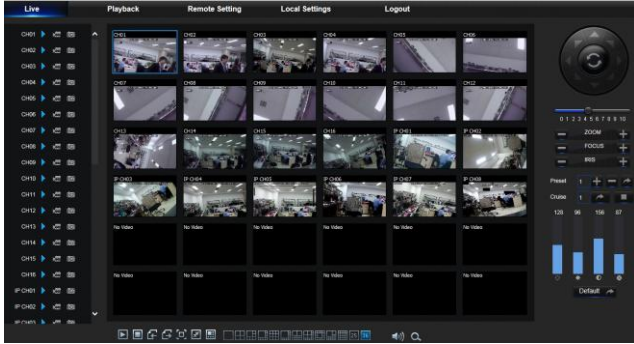 Live Playback Remote Setting Local Settings Logout
CH01
CH02
CH03
CH04
CH05
CH06
CH07
CH08
CH09
CH10
CH11
CH12
CH13
CH14
CH15
CH16
IP CH01
IP CH02
IP CH03
CH01 CH02 CH03 CH04 CH05 CH06
CH07 CH08 CH09 CH10 CH11 CH12
CH13 CH14 CH15 CH16 IP CH01 IP CH02
IP CH03 IP CH04 IP CH05 IP CH06 IP CH07 IP CH08
No Video No Video No Video No Video No Video No Video
No Video No Video No Video No Video No Video No Video
0 1 2 3 4 5 6 7 8 9 10
ZOOM
FOCUS
IRIS
Preset 1
Cruise 1
128 96 156 87
Default